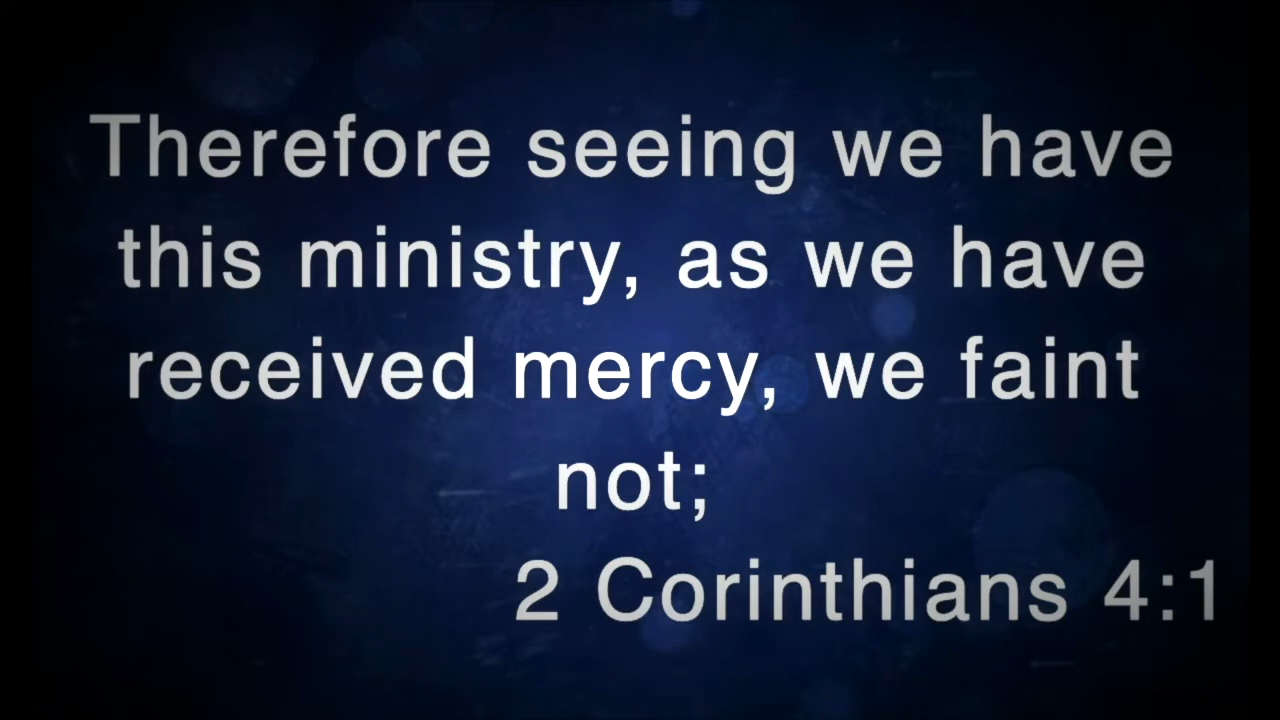 Therefore seeing we have
this ministry, as we have
received mercy, we faint
not;
2 Corinthians 4:1